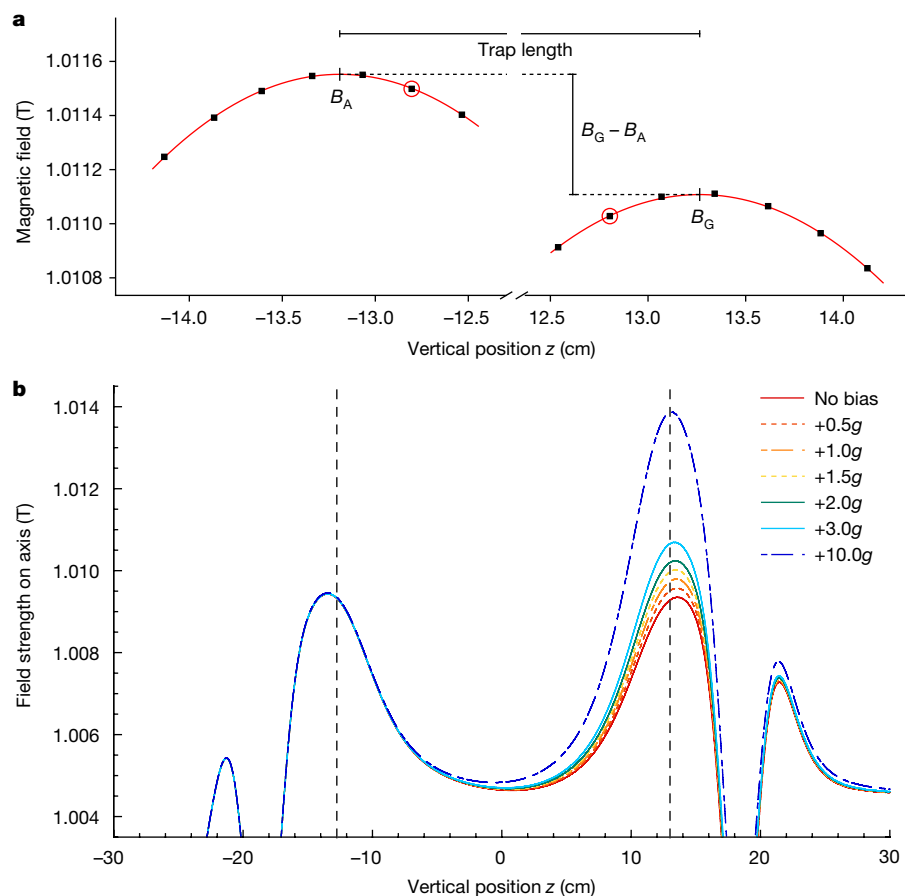 a
Trap length
1.0116
1.0114
1.0112
1.0110
1.0108
Magnetic field (T)
B_A
B_G – B_A
B_G
–14.0 –13.5 –13.0 –12.5 12.5 13.0 13.5 14.0
Vertical position z (cm)
b
1.014
1.012
1.010
1.008
1.006
1.004
Field strength on axis (T)
No bias
+0.5g
+1.0g
+1.5g
+2.0g
+3.0g
+10.0g
–30 –20 –10 0 10 20 30
Vertical position z (cm)